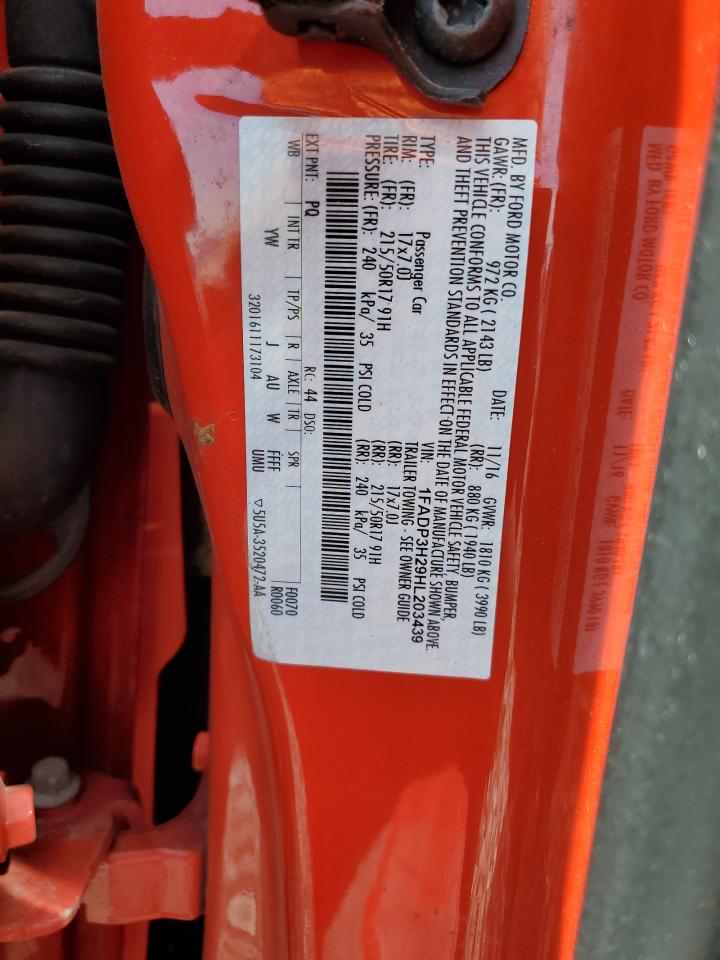 MFD. BY FORD MOTOR CO.
DATE: 11/16 GVWR: 1810 KG ( 3990 LB)
GAWR: (FR): 972 KG ( 2143 LB) (RR): 880 KG ( 1940 LB)
THIS VEHICLE CONFORMS TO ALL APPLICABLE FEDERAL MOTOR VEHICLE SAFETY, BUMPER,
AND THEFT PREVENTION STANDARDS IN EFFECT ON THE DATE OF MANUFACTURE SHOWN ABOVE.
VIN: 1FADP3H29HL203439
TYPE: Passenger Car TRAILER TOWING - SEE OWNER GUIDE
RIM: (FR): 17x7.0J (RR): 17x7.0J
TIRE: (FR): 215/50R17 91H (RR): 215/50R17 91H
PRESSURE: (FR): 240 kPa/ 35 PSI COLD (RR): 240 kPa/ 35 PSI COLD
EXT PNT: PQ RC: 44 DSO: F0070
R0060
WB INT TR TP/PS R AXLE TR SPR
YW J AU W FFFF
UMU
3201611173104 ▽ 5U5A-3520472-AA